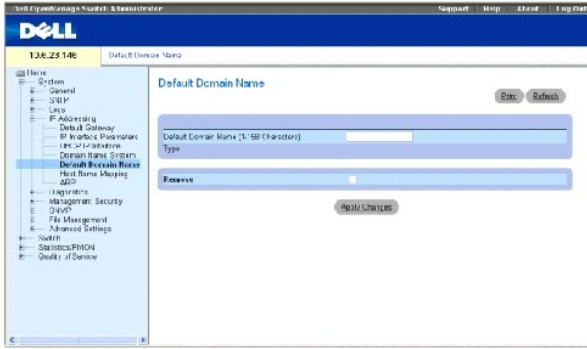 Dell OpenManage Switch Administrator
Support Help About Log Out
DELL
10.6.23.146
Default Domain Name
Home
System
General
SNTP
Logs
IP Addressing
Default Gateway
IP Interface Parameters
DHCP IP Interface
Domain Name System
Default Domain Name
Host Name Mapping
ARP
Diagnostics
Management Security
SNMP
File Management
Advanced Settings
Switch
Statistics/RMON
Quality of Service
Default Domain Name
Print Refresh
Default Domain Name (1-158 Characters)
Type
Remove
Apply Changes